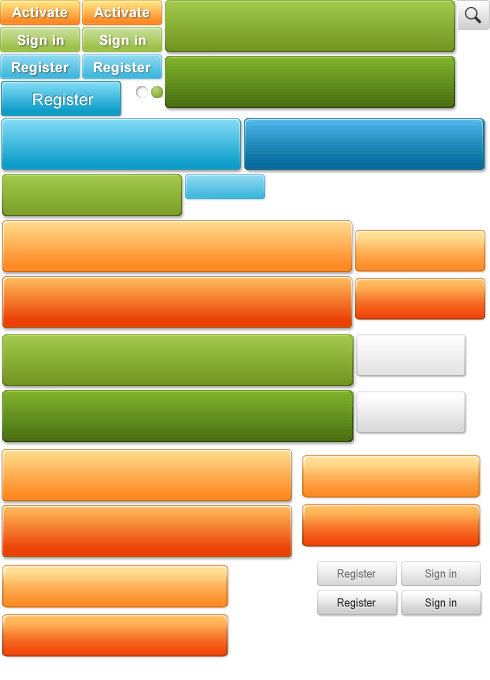 Activate Activate
Sign in Sign in
Register Register
Register
Register Sign in
Register Sign in